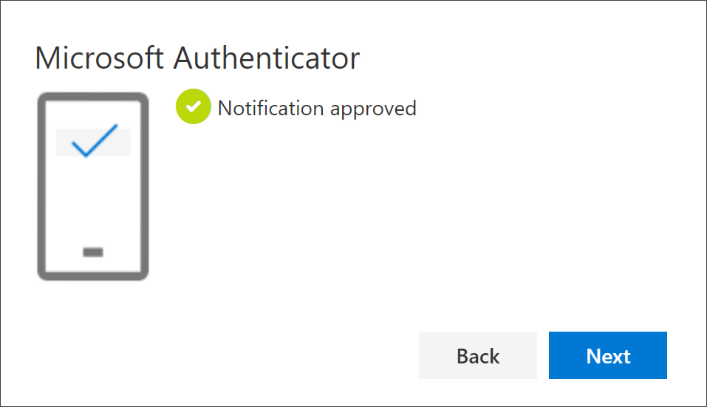 Microsoft Authenticator
Notification approved
Back
Next